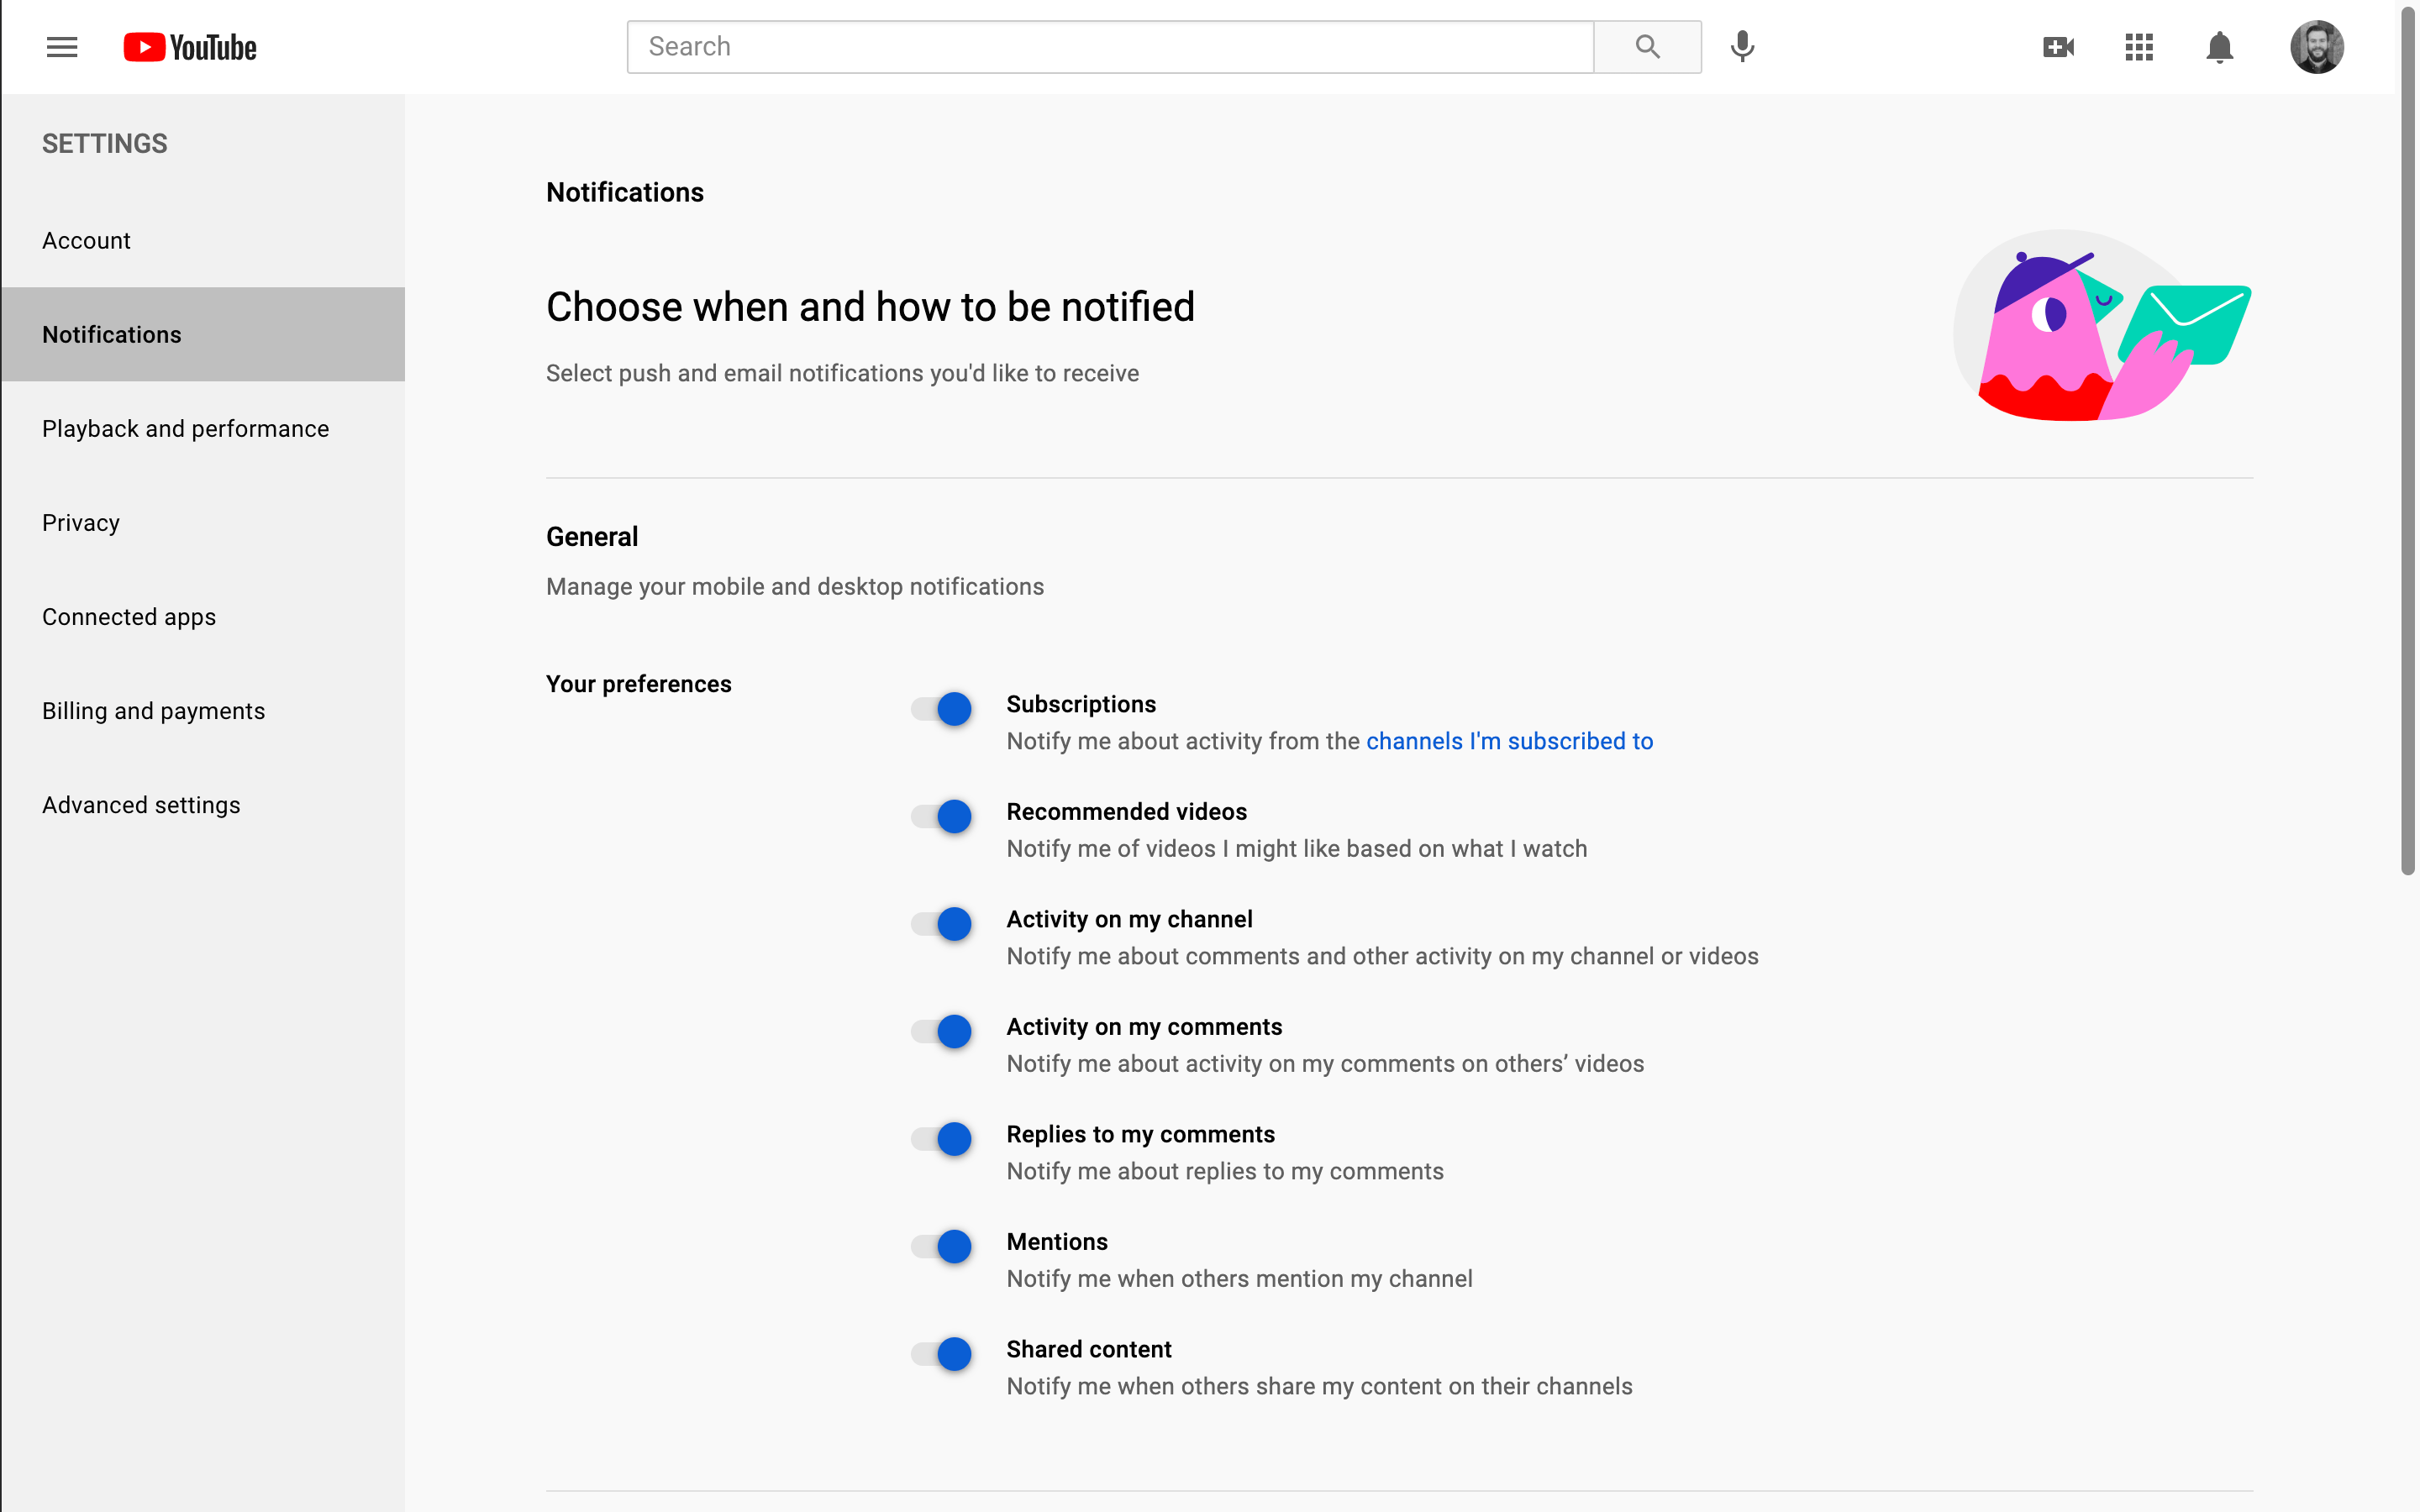 YouTube
Search
SETTINGS
Account
Notifications
Playback and performance
Privacy
Connected apps
Billing and payments
Advanced settings
Notifications
Choose when and how to be notified
Select push and email notifications you'd like to receive
General
Manage your mobile and desktop notifications
Your preferences
Subscriptions
Notify me about activity from the channels I'm subscribed to
Recommended videos
Notify me of videos I might like based on what I watch
Activity on my channel
Notify me about comments and other activity on my channel or videos
Activity on my comments
Notify me about activity on my comments on others’ videos
Replies to my comments
Notify me about replies to my comments
Mentions
Notify me when others mention my channel
Shared content
Notify me when others share my content on their channels